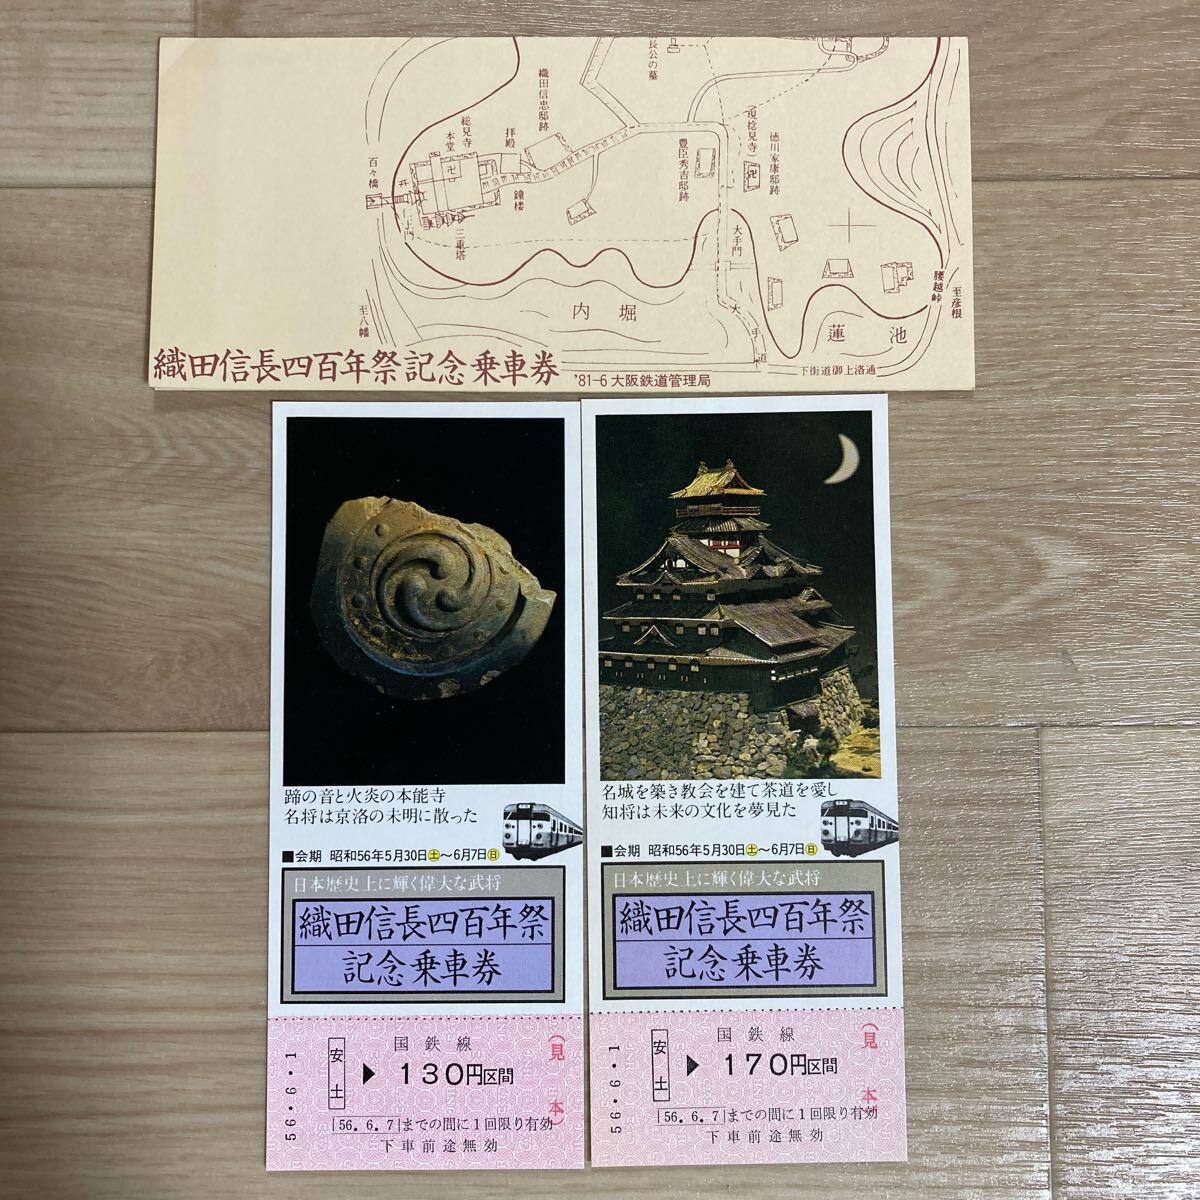 長公の墓
織田信忠邸跡
拝殿
総見寺
本堂
百々橋
鐘楼
三重塔
豊臣秀吉邸跡
(現捴見寺)
徳川家康邸跡
大手門
大手道
内堀
蓮池
腰越峠
至彦根
至八幡
下街道御上洛通
織田信長四百年祭記念乗車券 '81-6 大阪鉄道管理局
蹄の音と火炎の本能寺
名将は京洛の未明に散った
■会期 昭和56年5月30日土〜6月7日日
日本歴史上に輝く偉大な武将
織田信長四百年祭
記念乗車券
56.6.1
安土
国鉄線
▶ 130円区間
56.6.7までの間に1回限り有効
下車前途無効
(見本)
名城を築き教会を建て茶道を愛し
知将は未来の文化を夢見た
■会期 昭和56年5月30日土〜6月7日日
日本歴史上に輝く偉大な武将
織田信長四百年祭
記念乗車券
56.6.1
安土
国鉄線
▶ 170円区間
56.6.7までの間に1回限り有効
下車前途無効
(見本)